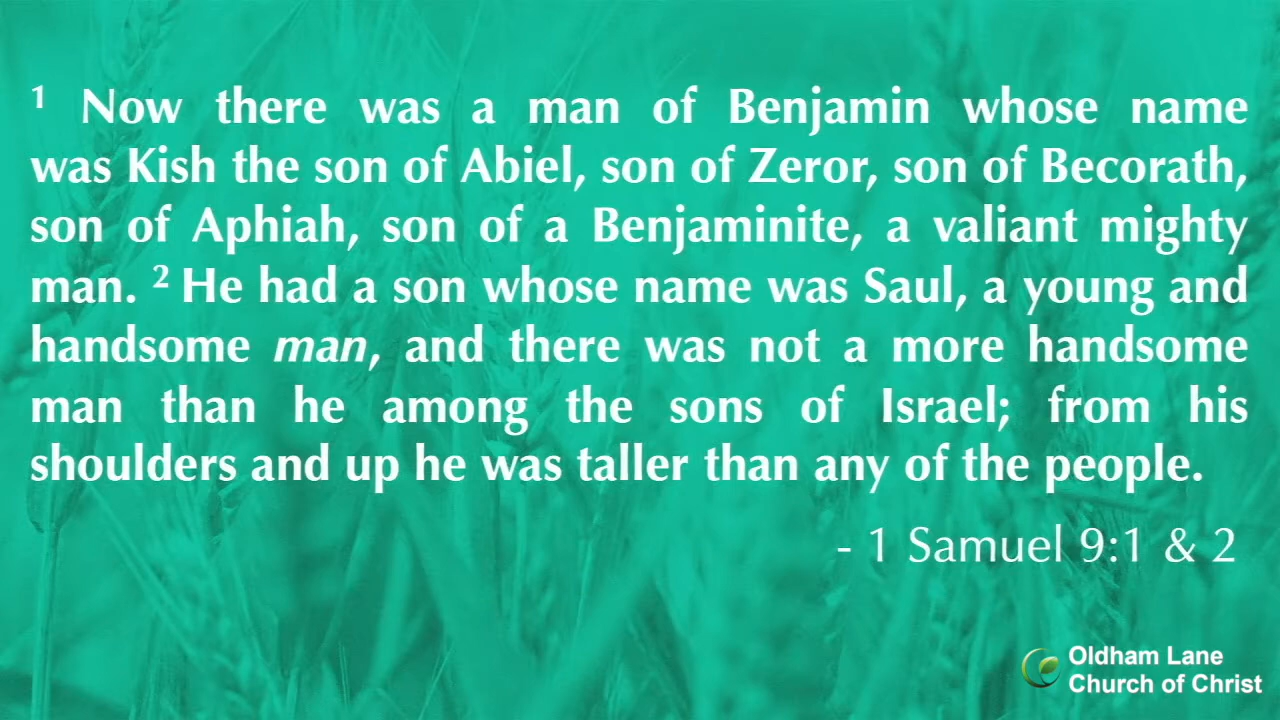 1 Now there was a man of Benjamin whose name
was Kish the son of Abiel, son of Zeror, son of Becorath,
son of Aphiah, son of a Benjaminite, a valiant mighty
man. 2 He had a son whose name was Saul, a young and
handsome man, and there was not a more handsome
man than he among the sons of Israel; from his
shoulders and up he was taller than any of the people.
- 1 Samuel 9:1 & 2
Oldham Lane
Church of Christ